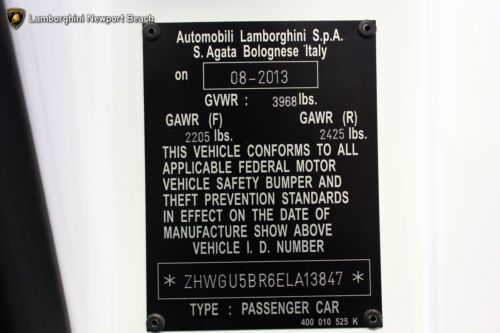 Lamborghini Newport Beach
Automobili Lamborghini S.p.A.
S. Agata Bolognese Italy
on 08-2013
GVWR : 3968 lbs.
GAWR (F) GAWR (R)
2205 lbs. 2425 lbs.
THIS VEHICLE CONFORMS TO ALL
APPLICABLE FEDERAL MOTOR
VEHICLE SAFETY BUMPER AND
THEFT PREVENTION STANDARDS
IN EFFECT ON THE DATE OF
MANUFACTURE SHOW ABOVE
VEHICLE I. D. NUMBER
* ZHWGU5BR6ELA13847 *
TYPE : PASSENGER CAR
400 010 525 K